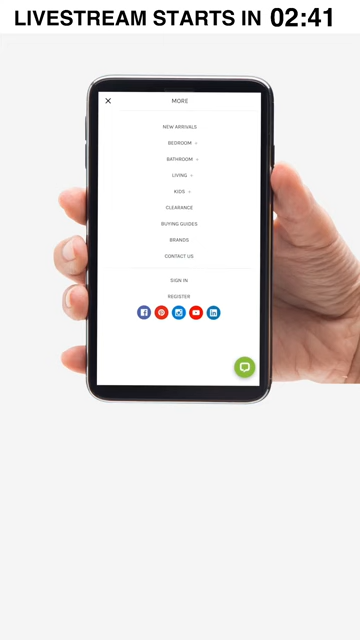 LIVESTREAM STARTS IN 02:41
MORE
NEW ARRIVALS
BEDROOM +
BATHROOM +
LIVING +
KIDS +
CLEARANCE
BUYING GUIDES
BRANDS
CONTACT US
SIGN IN
REGISTER